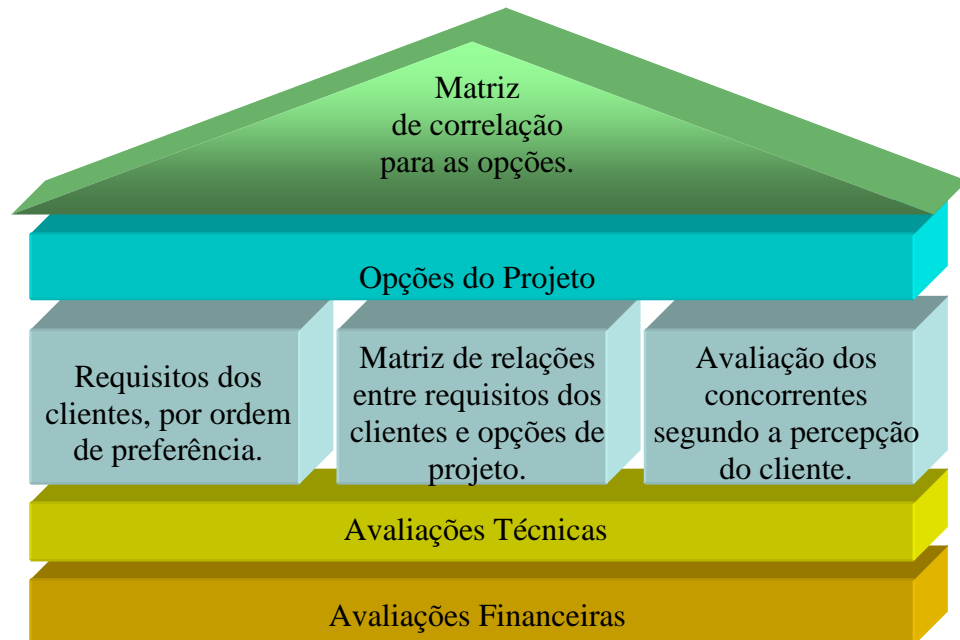 Matriz
de correlação
para as opções.
Opções do Projeto
Requisitos dos
clientes, por ordem
de preferência.
Matriz de relações
entre requisitos dos
clientes e opções de
projeto.
Avaliação dos
concorrentes
segundo a percepção
do cliente.
Avaliações Técnicas
Avaliações Financeiras